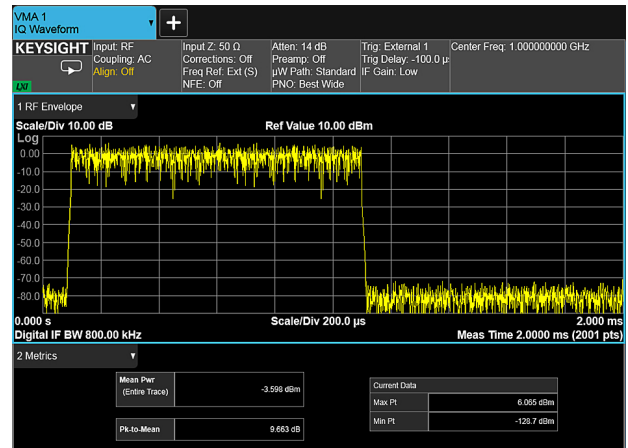 VMA 1
IQ Waveform
+
KEYSIGHT
LXI
Input: RF
Coupling: AC
Align: Off
Input Z: 50 Ω
Corrections: Off
Freq Ref: Ext (S)
NFE: Off
Atten: 14 dB
Preamp: Off
µW Path: Standard
PNO: Best Wide
Trig: External 1
Trig Delay: -100.0 µ
IF Gain: Low
Center Freq: 1.000000000 GHz
1 RF Envelope
Scale/Div 10.00 dB
Ref Value 10.00 dBm
Log
0.00
-10.0
-20.0
-30.0
-40.0
-50.0
-60.0
-70.0
-80.0
0.000 s
Scale/Div 200.0 µs
2.000 ms
Digital IF BW 800.00 kHz
Meas Time 2.0000 ms (2001 pts)
2 Metrics
Mean Pwr
(Entire Trace)
-3.598 dBm
Pk-to-Mean
9.663 dB
Current Data
Max Pt
6.065 dBm
Min Pt
-128.7 dBm